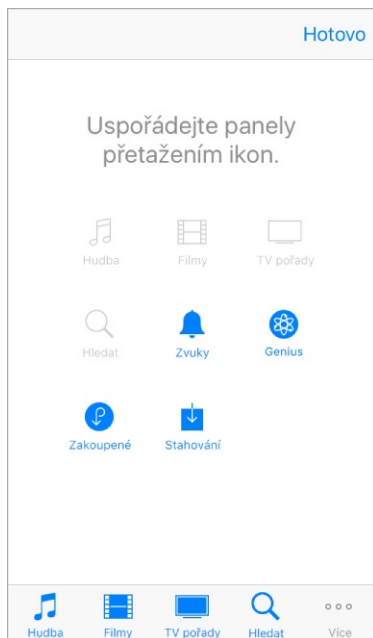 Hotovo
Uspořádejte panely
přetažením ikon.
Hudba Filmy TV pořady
Hledat Zvuky Genius
Zakoupené Stahování
Hudba Filmy TV pořady Hledat Více